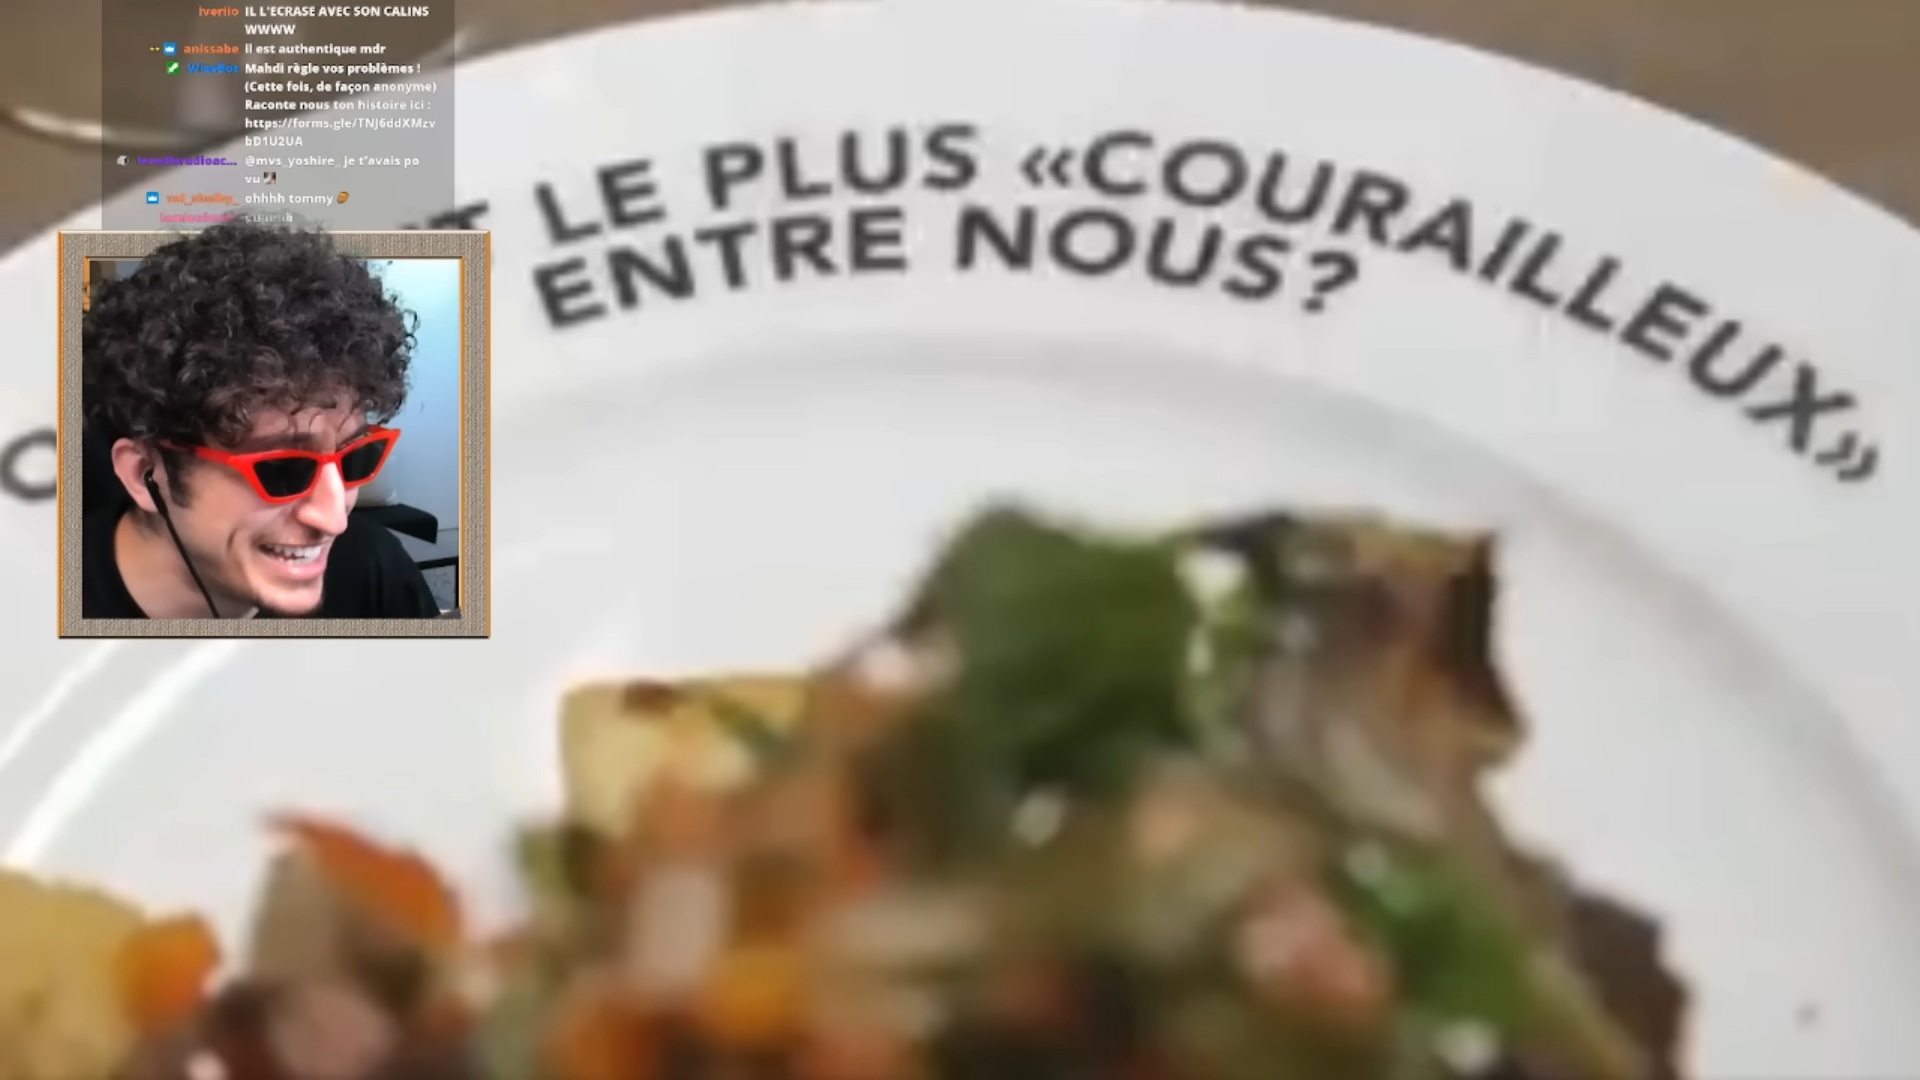 iverlio IL L'ECRASE AVEC SON CALINS
WWWW
anissabe il est authentique mdr
WizeBot Mahdi règle vos problèmes !
(Cette fois, de façon anonyme)
Raconte nous ton histoire ici :
https://forms.gle/TNJ6ddXMzv
bD1U2UA
@mvs_yoshire_ je t'avais po
vu
ohhhh tommy
LE PLUS «COURAILLEUX»
ENTRE NOUS?